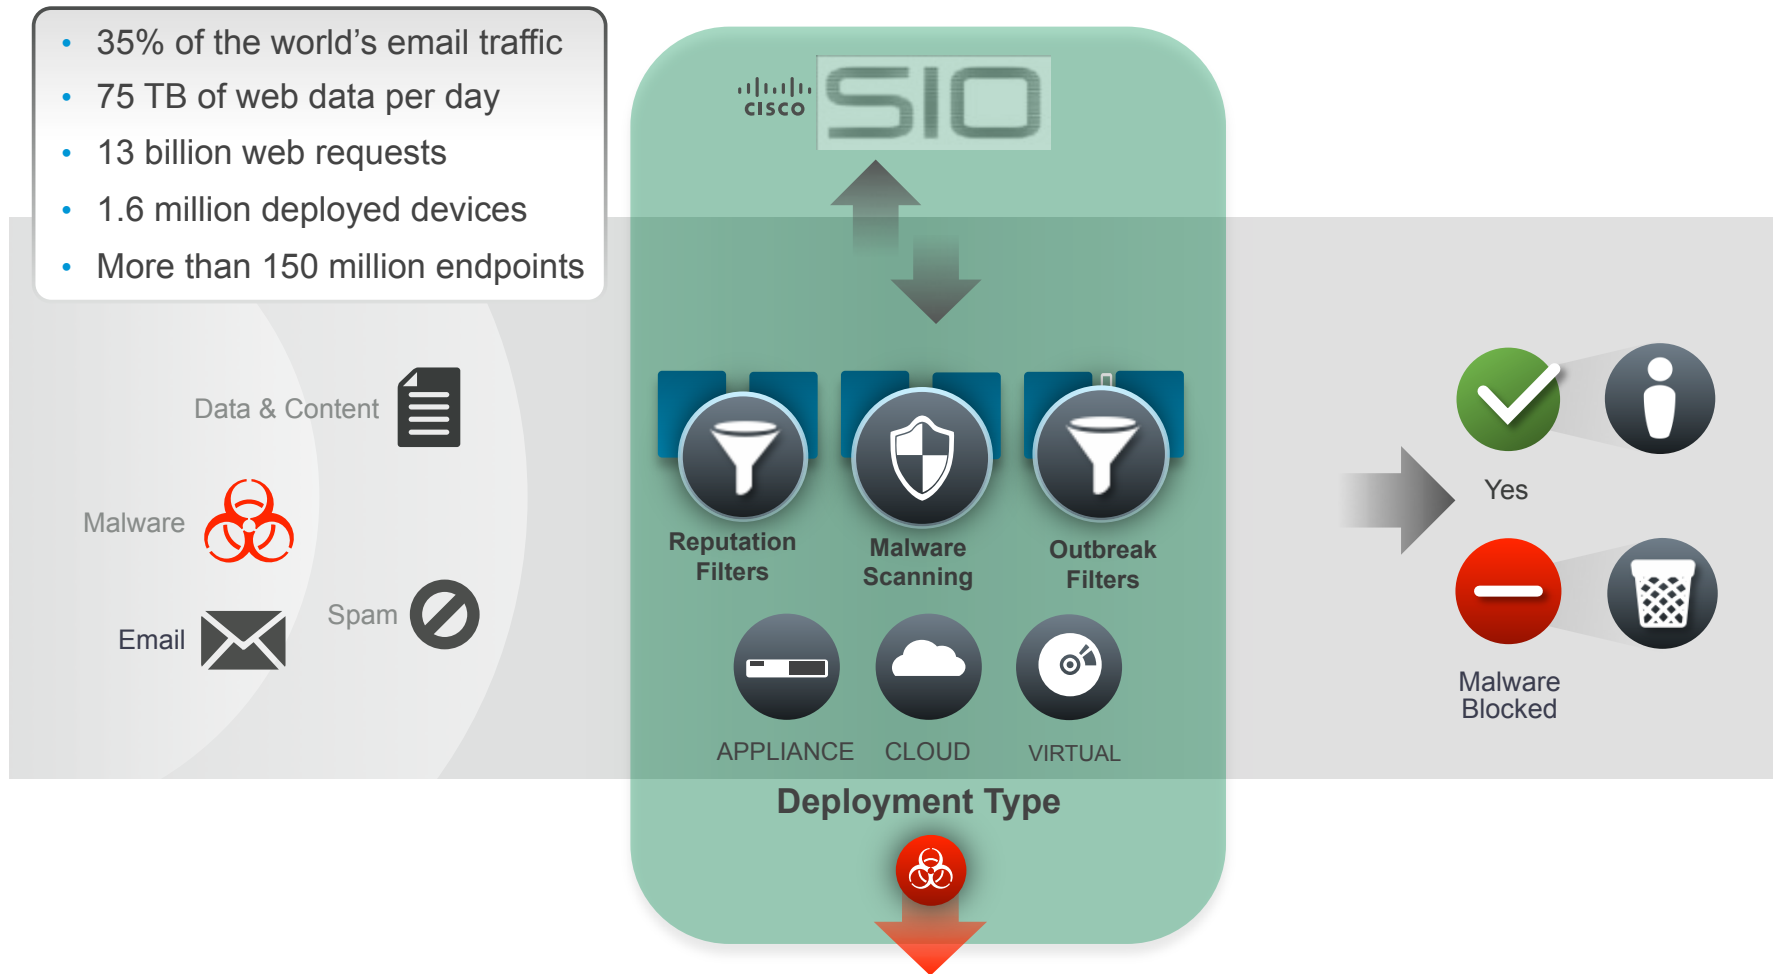 • 35% of the world’s email traffic
• 75 TB of web data per day
• 13 billion web requests
• 1.6 million deployed devices
• More than 150 million endpoints
CISCO
SIO
Data & Content
Malware
Email
Spam
Reputation
Filters
Malware
Scanning
Outbreak
Filters
APPLIANCE
CLOUD
VIRTUAL
Deployment Type
Yes
Malware
Blocked